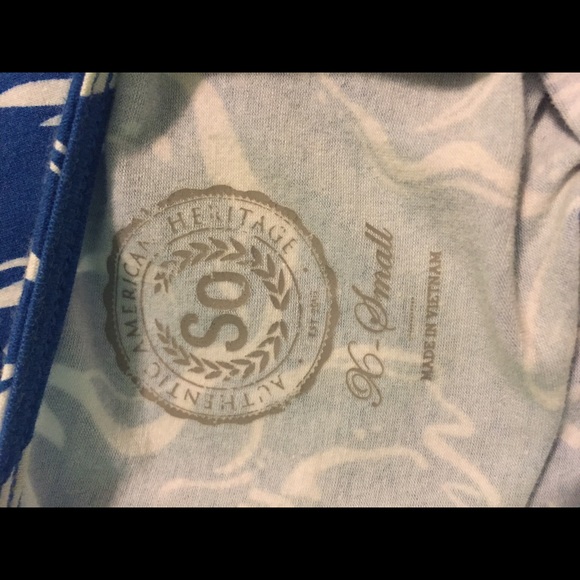 AUTHENTIC AMERICAN HERITAGE
SO
X-Small
MADE IN VIETNAM